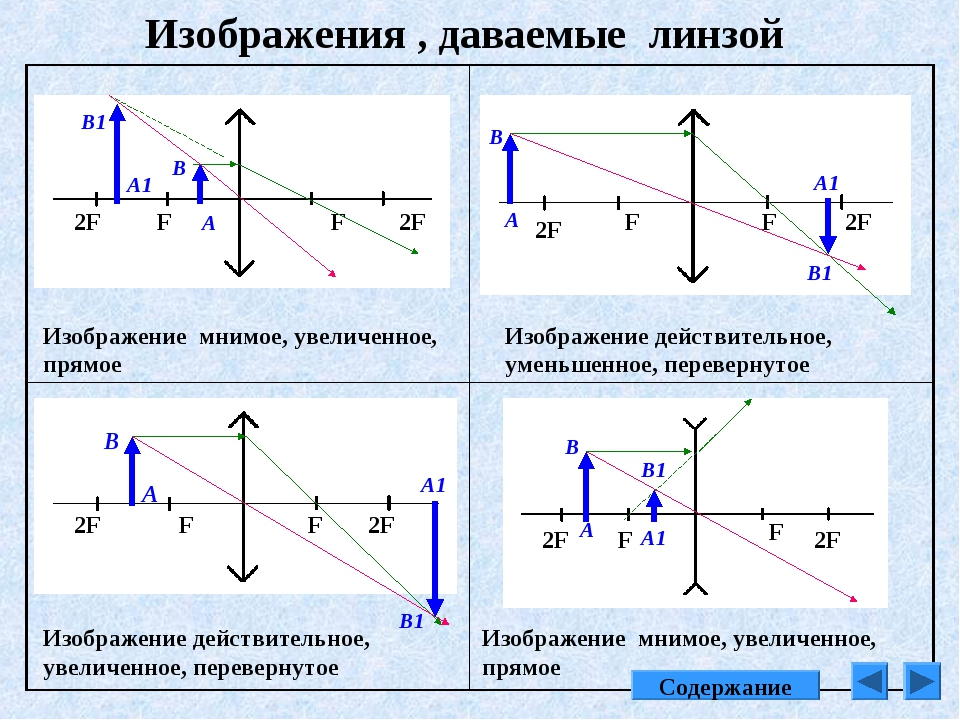 Изображения , даваемые линзой
B1
A1
B
A
2F F F 2F
Изображение мнимое, увеличенное,
прямое
B
A
A1
B1
2F F F 2F
Изображение действительное,
уменьшенное, перевернутое
B
A
A1
B1
2F F F 2F
Изображение действительное,
увеличенное, перевернутое
B
B1
A
A1
2F F F 2F
Изображение мнимое, увеличенное,
прямое
Содержание